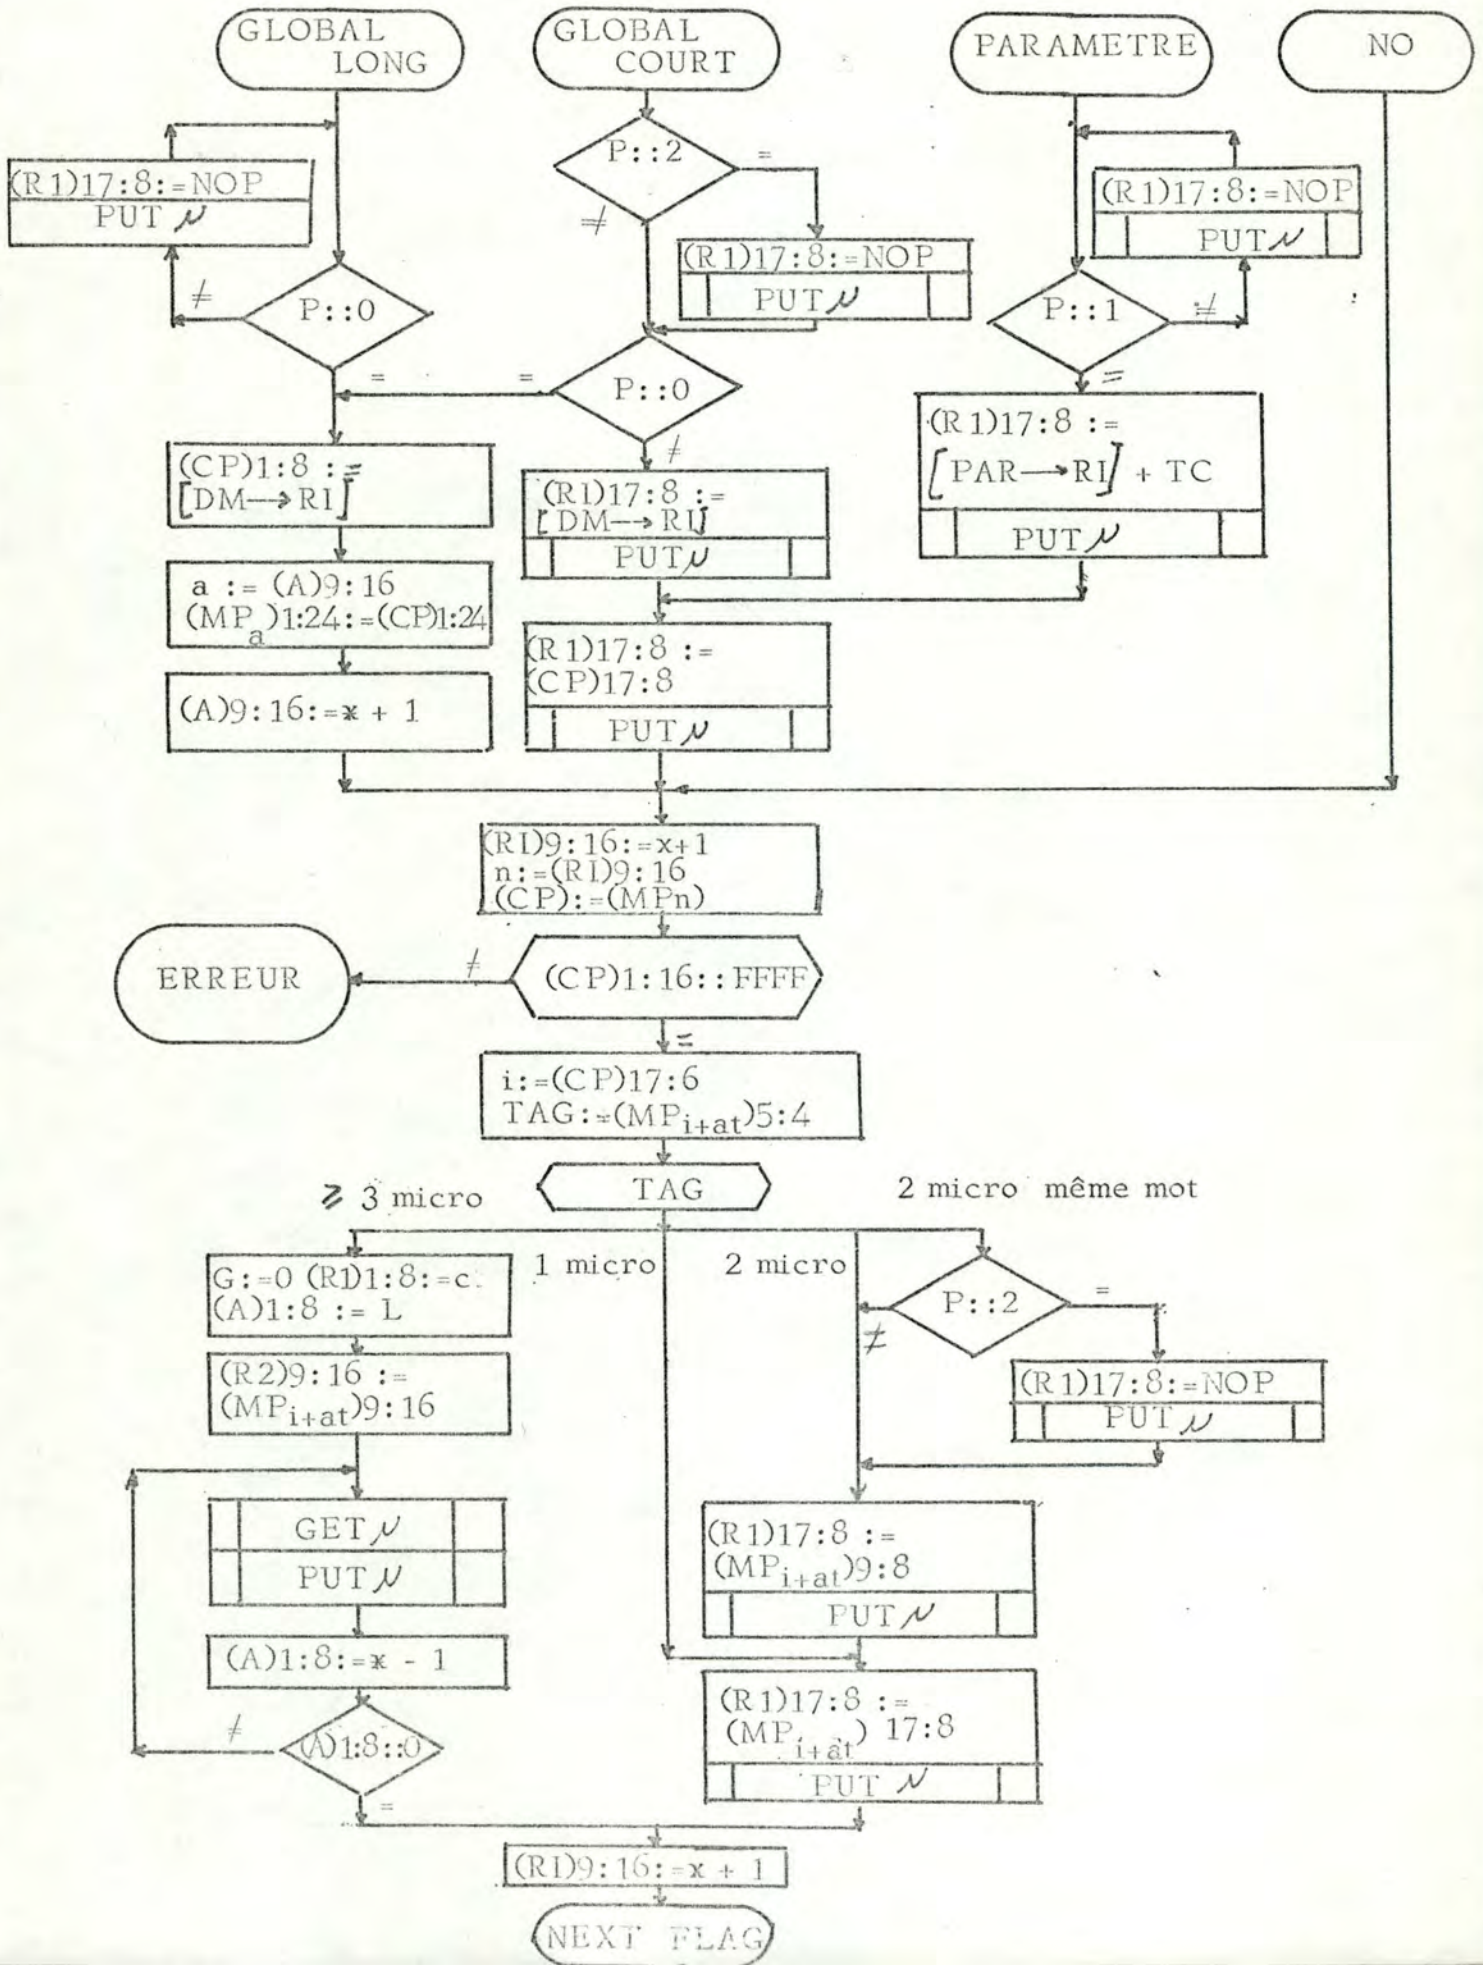 GLOBAL
LONG
GLOBAL
COURT
PARAMETRE
NO
(R1)17:8:=NOP
PUT μ
P::0
≠
P::2
=
≠
(R1)17:8:=NOP
PUT μ
P::0
=
=
≠
(R1)17:8:=NOP
PUT μ
P::1
≠
=
(CP)1:8 :=
[DM→RI]
a := (A)9:16
(MPa)1:24:=(CP)1:24
(A)9:16:=x + 1
(R1)17:8 :=
[DM→RI]
PUT μ
(R1)17:8 :=
[PAR→RI] + TC
PUT μ
(R1)17:8 :=
(CP)17:8
PUT μ
(RI)9:16:=x+1
n:=(RI)9:16
(CP):=(MPn)
ERREUR
≠
(CP)1:16::FFFF
=
i:=(CP)17:6
TAG:=(MPi+at)5:4
TAG
⩾ 3 micro
1 micro
2 micro
2 micro même mot
G:=0 (R1)1:8:=c
(A)1:8 := L
(R2)9:16 :=
(MPi+at)9:16
GET μ
PUT μ
(A)1:8:=x - 1
(A)1:8::0
≠
=
P::2
=
≠
(R1)17:8:=NOP
PUT μ
(R1)17:8 :=
(MPi+at)9:8
PUT μ
(R1)17:8 :=
(MPi+at) 17:8
PUT μ
(RI)9:16:=x + 1
NEXT FLAG